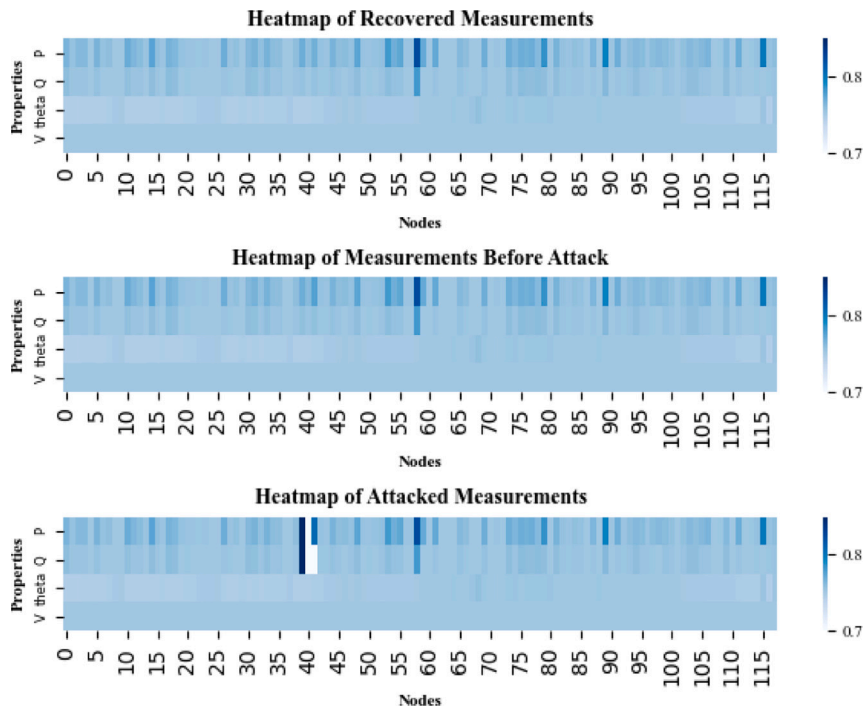 Heatmap of Recovered Measurements
Properties
P
Q
theta
V
0 5 10 15 20 25 30 35 40 45 50 55 60 65 70 75 80 85 90 95 100 105 110 115
Nodes
0.8
0.7
Heatmap of Measurements Before Attack
Properties
P
Q
theta
V
0 5 10 15 20 25 30 35 40 45 50 55 60 65 70 75 80 85 90 95 100 105 110 115
Nodes
0.8
0.7
Heatmap of Attacked Measurements
Properties
P
Q
theta
V
0 5 10 15 20 25 30 35 40 45 50 55 60 65 70 75 80 85 90 95 100 105 110 115
Nodes
0.8
0.7